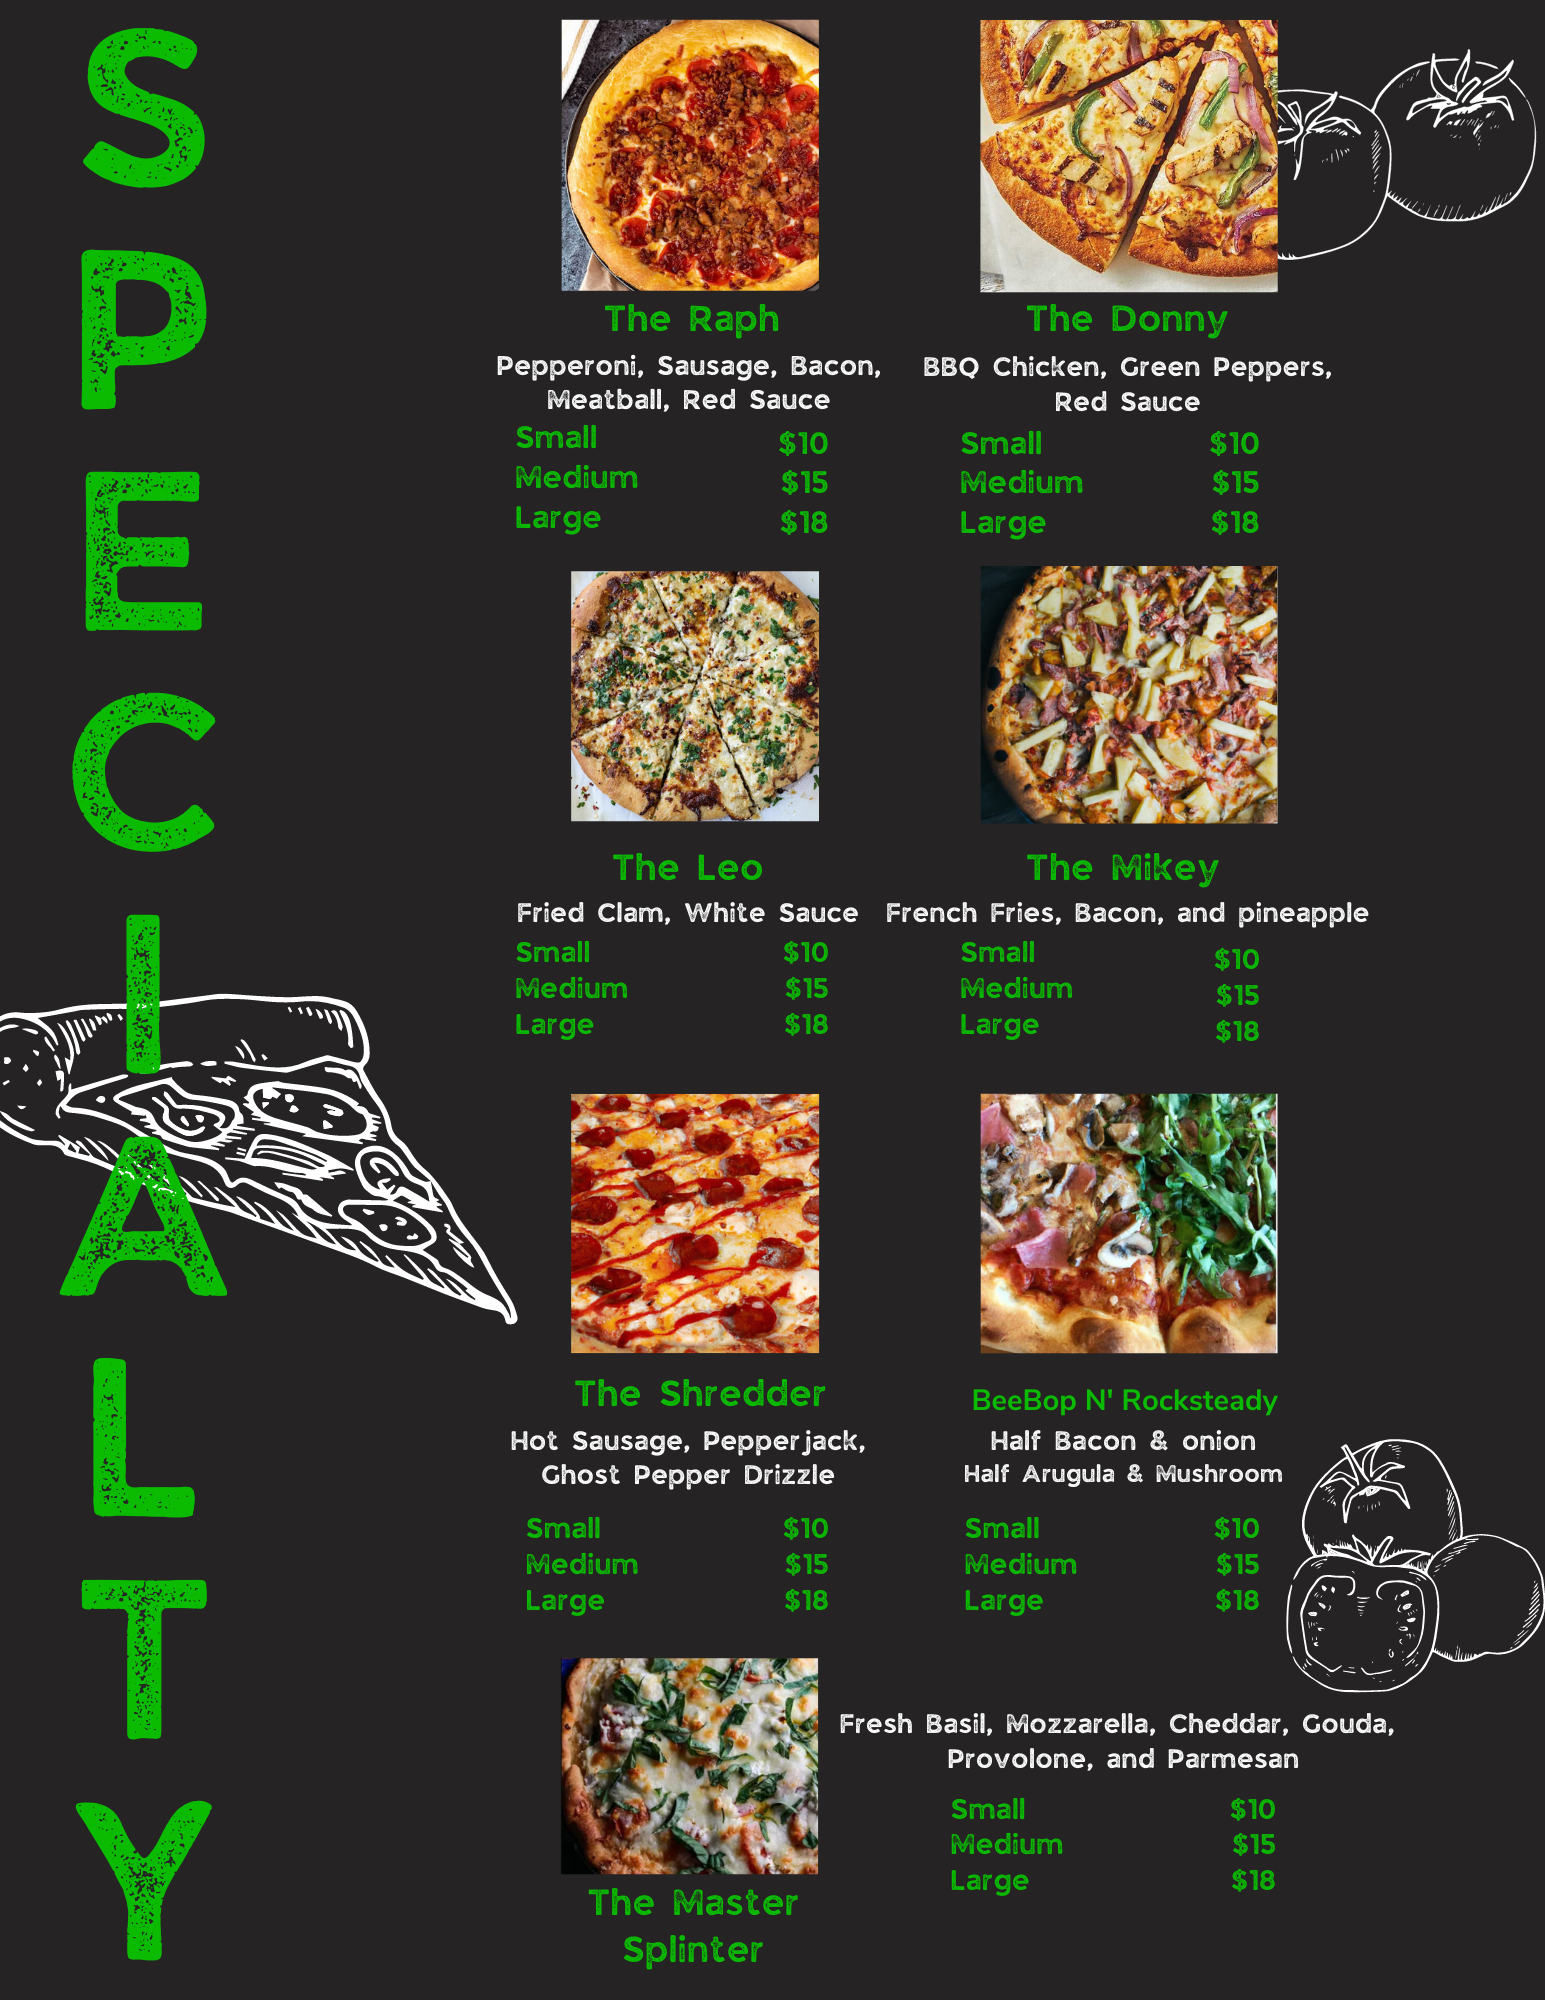 SPECIALTY
The Raph
Pepperoni, Sausage, Bacon,
Meatball, Red Sauce
Small $10
Medium $15
Large $18
The Donny
BBQ Chicken, Green Peppers,
Red Sauce
Small $10
Medium $15
Large $18
The Leo
Fried Clam, White Sauce
Small $10
Medium $15
Large $18
The Mikey
French Fries, Bacon, and pineapple
Small $10
Medium $15
Large $18
The Shredder
Hot Sausage, Pepperjack,
Ghost Pepper Drizzle
Small $10
Medium $15
Large $18
BeeBop N' Rocksteady
Half Bacon & onion
Half Arugula & Mushroom
Small $10
Medium $15
Large $18
The Master
Splinter
Fresh Basil, Mozzarella, Cheddar, Gouda,
Provolone, and Parmesan
Small $10
Medium $15
Large $18